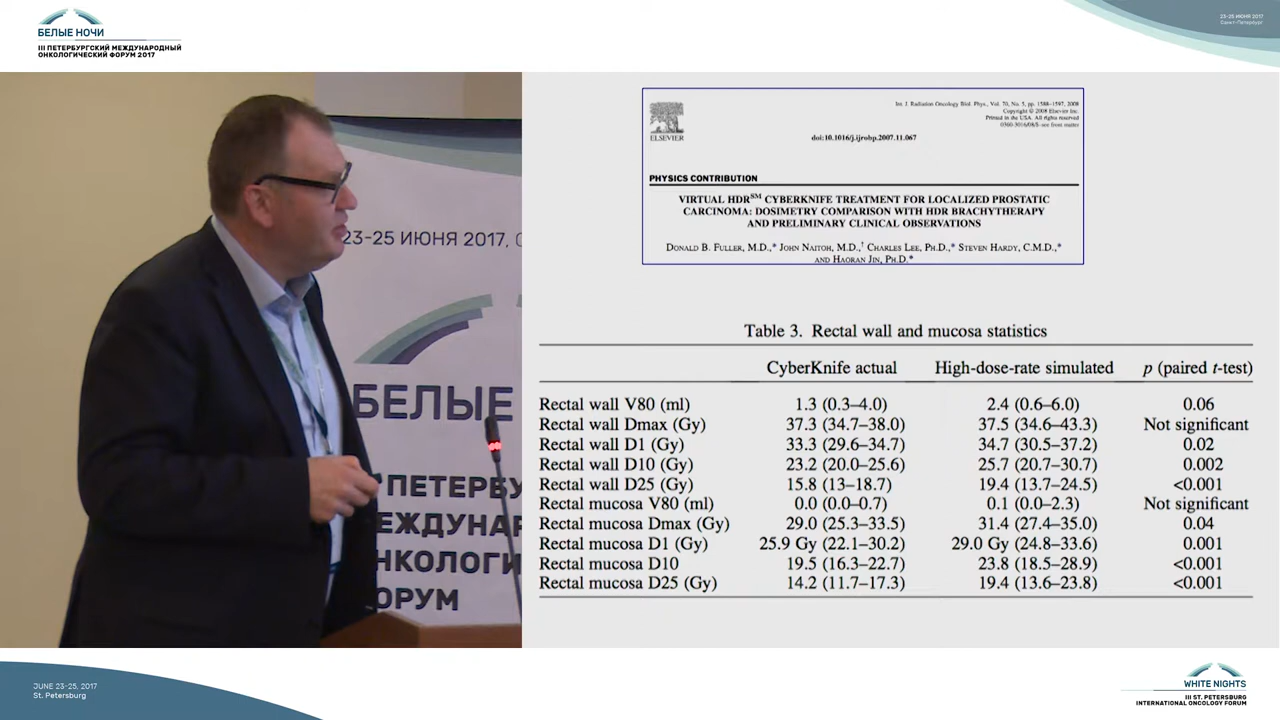 БЕЛЫЕ НОЧИ
III ПЕТЕРБУРГСКИЙ МЕЖДУНАРОДНЫЙ
ОНКОЛОГИЧЕСКИЙ ФОРУМ 2017
23-25 ИЮНЯ 2017
Санкт-Петербург
23-25 ИЮНЯ 2017, С
БЕЛЫЕ
ПЕТЕРБУ
ЕЖДУНАР
НКОЛОГИ
ОРУМ
ELSEVIER
Int. J. Radiation Oncology Biol. Phys., Vol. 70, No. 5, pp. 1588–1597, 2008
Copyright © 2008 Elsevier Inc.
Printed in the USA. All rights reserved
0360-3016/08/$–see front matter
doi:10.1016/j.ijrobp.2007.11.067
PHYSICS CONTRIBUTION
VIRTUAL HDR℠ CYBERKNIFE TREATMENT FOR LOCALIZED PROSTATIC
CARCINOMA: DOSIMETRY COMPARISON WITH HDR BRACHYTHERAPY
AND PRELIMINARY CLINICAL OBSERVATIONS
DONALD B. FULLER, M.D.,* JOHN NAITOH, M.D.,† CHARLES LEE, PH.D.,* STEVEN HARDY, C.M.D.,*
AND HAORAN JIN, PH.D.*
Table 3. Rectal wall and mucosa statistics
CyberKnife actual High-dose-rate simulated p (paired t-test)
Rectal wall V80 (ml) 1.3 (0.3–4.0) 2.4 (0.6–6.0) 0.06
Rectal wall Dmax (Gy) 37.3 (34.7–38.0) 37.5 (34.6–43.3) Not significant
Rectal wall D1 (Gy) 33.3 (29.6–34.7) 34.7 (30.5–37.2) 0.02
Rectal wall D10 (Gy) 23.2 (20.0–25.6) 25.7 (20.7–30.7) 0.002
Rectal wall D25 (Gy) 15.8 (13–18.7) 19.4 (13.7–24.5) <0.001
Rectal mucosa V80 (ml) 0.0 (0.0–0.7) 0.1 (0.0–2.3) Not significant
Rectal mucosa Dmax (Gy) 29.0 (25.3–33.5) 31.4 (27.4–35.0) 0.04
Rectal mucosa D1 (Gy) 25.9 Gy (22.1–30.2) 29.0 Gy (24.8–33.6) 0.001
Rectal mucosa D10 19.5 (16.3–22.7) 23.8 (18.5–28.9) <0.001
Rectal mucosa D25 (Gy) 14.2 (11.7–17.3) 19.4 (13.6–23.8) <0.001
JUNE 23-25, 2017
St. Petersburg
WHITE NIGHTS
III ST. PETERSBURG
INTERNATIONAL ONCOLOGY FORUM